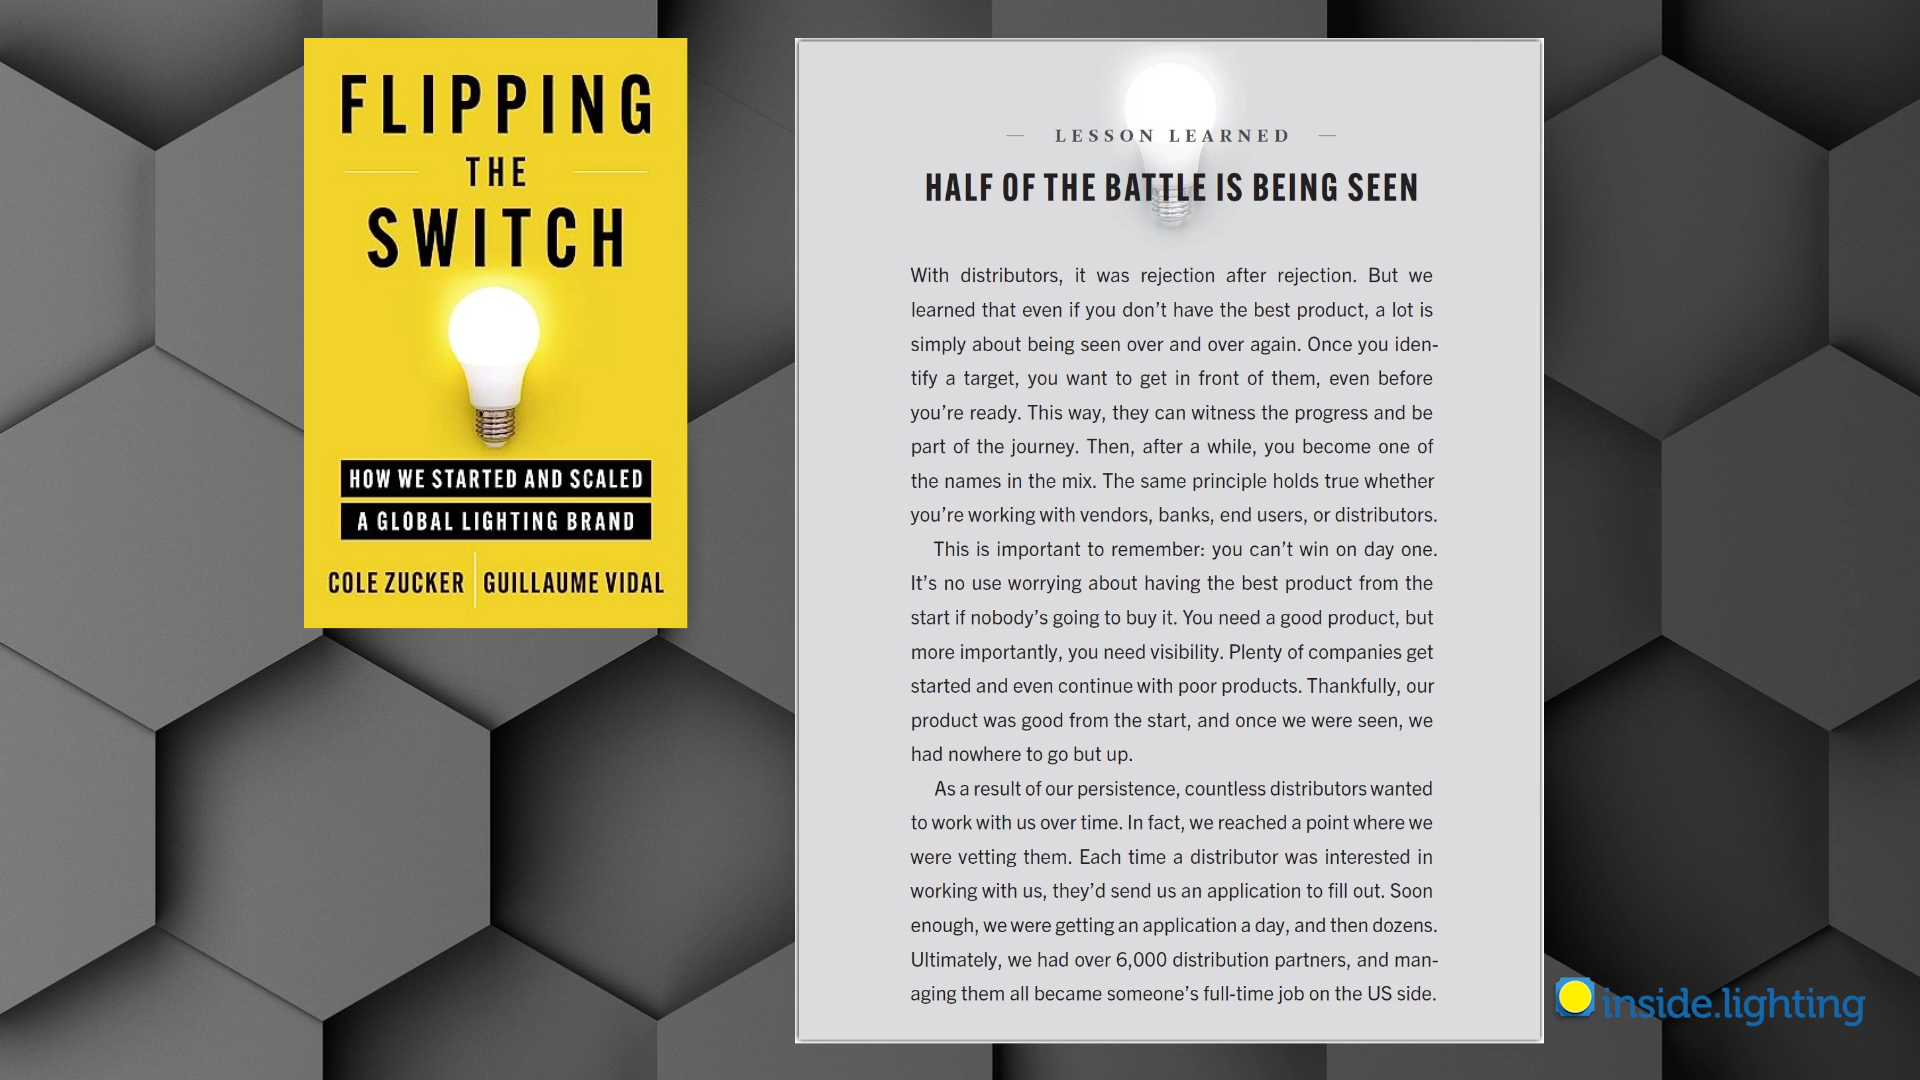 FLIPPING
THE
SWITCH
HOW WE STARTED AND SCALED
A GLOBAL LIGHTING BRAND
COLE ZUCKER | GUILLAUME VIDAL
— LESSON LEARNED —
HALF OF THE BATTLE IS BEING SEEN
With distributors, it was rejection after rejection. But we
learned that even if you don’t have the best product, a lot is
simply about being seen over and over again. Once you iden-
tify a target, you want to get in front of them, even before
you’re ready. This way, they can witness the progress and be
part of the journey. Then, after a while, you become one of
the names in the mix. The same principle holds true whether
you’re working with vendors, banks, end users, or distributors.
This is important to remember: you can’t win on day one.
It’s no use worrying about having the best product from the
start if nobody’s going to buy it. You need a good product, but
more importantly, you need visibility. Plenty of companies get
started and even continue with poor products. Thankfully, our
product was good from the start, and once we were seen, we
had nowhere to go but up.
As a result of our persistence, countless distributors wanted
to work with us over time. In fact, we reached a point where we
were vetting them. Each time a distributor was interested in
working with us, they’d send us an application to fill out. Soon
enough, we were getting an application a day, and then dozens.
Ultimately, we had over 6,000 distribution partners, and man-
aging them all became someone’s full-time job on the US side.
inside.lighting